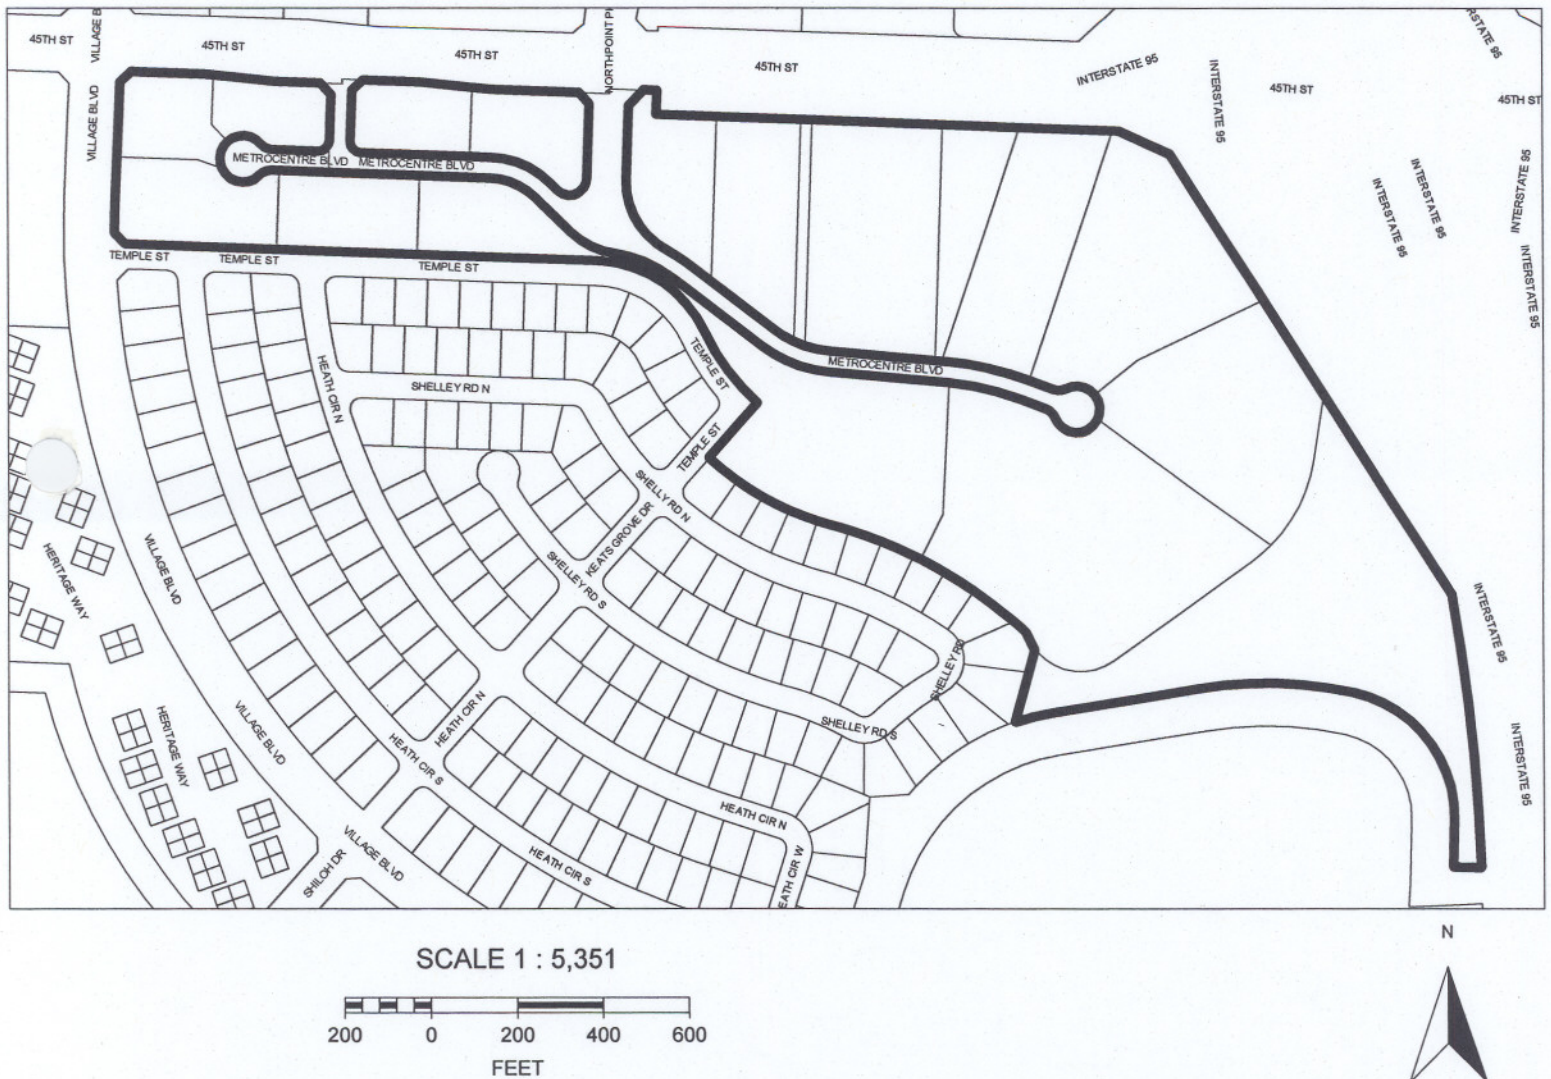 45TH ST
VILLAGE B
45TH ST
45TH ST
NORTHPOINT P
45TH ST
INTERSTATE 95
INTERSTATE 95
45TH ST
RSTATE 95
45TH ST
VILLAGE BLVD
METROCENTRE BLVD
METROCENTRE BLVD
INTERSTATE 95
INTERSTATE 95
INTERSTATE 95
INTERSTATE 95
TEMPLE ST
TEMPLE ST
TEMPLE ST
HEATH CIR N
SHELLEY RD N
TEMPLE ST
METROCENTRE BLVD
TEMPLE ST
SHELLY RD N
KEATS GROVE DR
SHELLEY RD S
HERITAGE WAY
VILLAGE BLVD
INTERSTATE 95
SHELLEY RD
HERITAGE WAY
VILLAGE BLVD
HEATH CIR N
HEATH CIR S
SHELLEY RD S
INTERSTATE 95
HEATH CIR N
VILLAGE BLVD
SHILOH DR
HEATH CIR S
EATH CIR W
SCALE 1 : 5,351
200 0 200 400 600
FEET
N